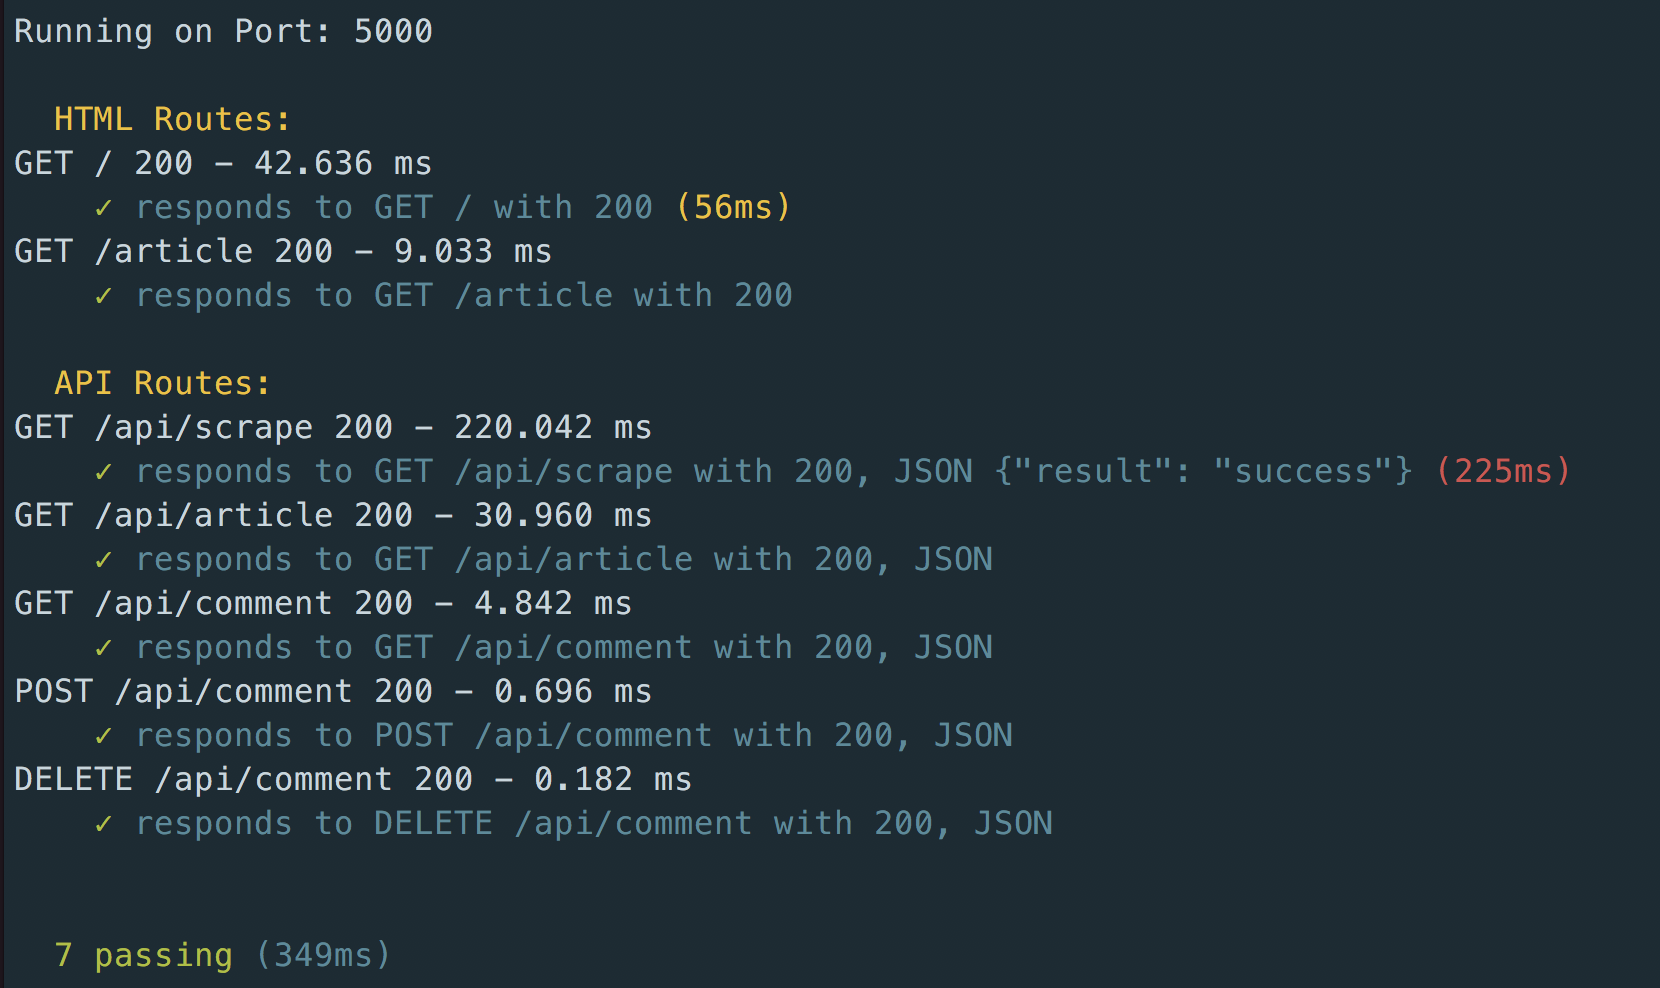 Running on Port: 5000
HTML Routes:
GET / 200 - 42.636 ms
✓ responds to GET / with 200 (56ms)
GET /article 200 - 9.033 ms
✓ responds to GET /article with 200
API Routes:
GET /api/scrape 200 - 220.042 ms
✓ responds to GET /api/scrape with 200, JSON {"result": "success"} (225ms)
GET /api/article 200 - 30.960 ms
✓ responds to GET /api/article with 200, JSON
GET /api/comment 200 - 4.842 ms
✓ responds to GET /api/comment with 200, JSON
POST /api/comment 200 - 0.696 ms
✓ responds to POST /api/comment with 200, JSON
DELETE /api/comment 200 - 0.182 ms
✓ responds to DELETE /api/comment with 200, JSON
7 passing (349ms)